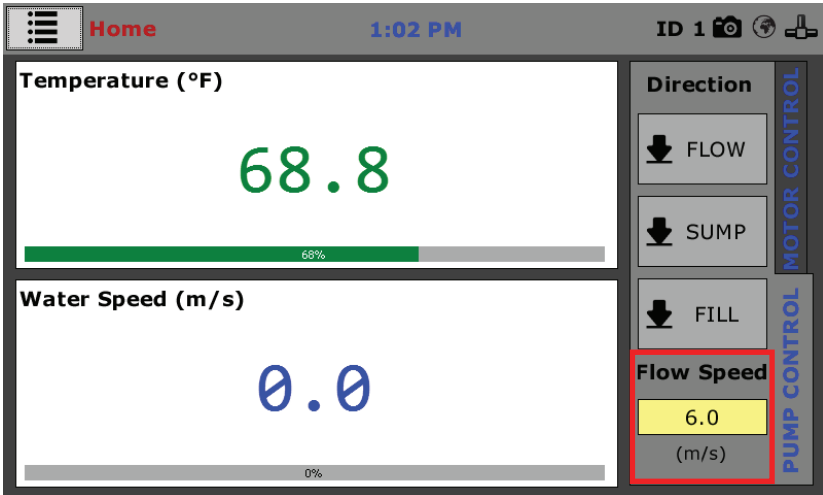 Home
1:02 PM
ID 1
Temperature (°F)
68.8
68%
Water Speed (m/s)
0.0
0%
Direction
FLOW
SUMP
FILL
Flow Speed
6.0
(m/s)
MOTOR CONTROL
PUMP CONTROL